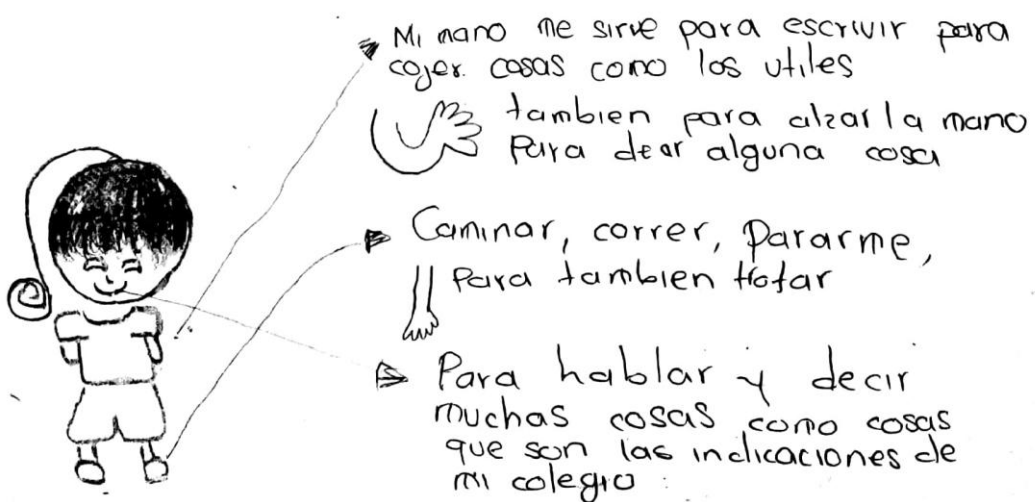 Mi mano me sirve para escrivir para
cojer cosas como los utiles
tambien para alzar la mano
Para alguna cosa
Caminar, correr, Pararme,
Para tambien trotar
Para hablar y decir
muchas cosas como cosas
que son las indicaciones de
mi colegio.